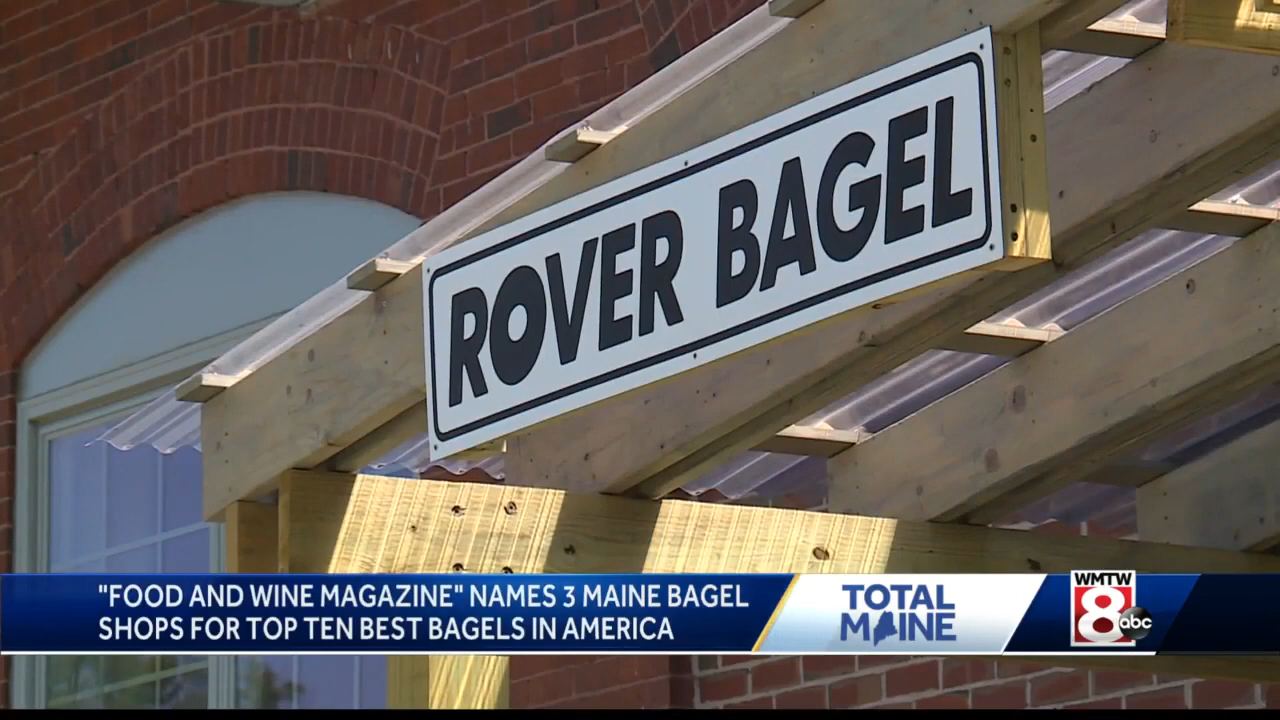 ROVER BAGEL
"FOOD AND WINE MAGAZINE" NAMES 3 MAINE BAGEL
SHOPS FOR TOP TEN BEST BAGELS IN AMERICA
TOTAL
MAINE
WMTW
8
abc